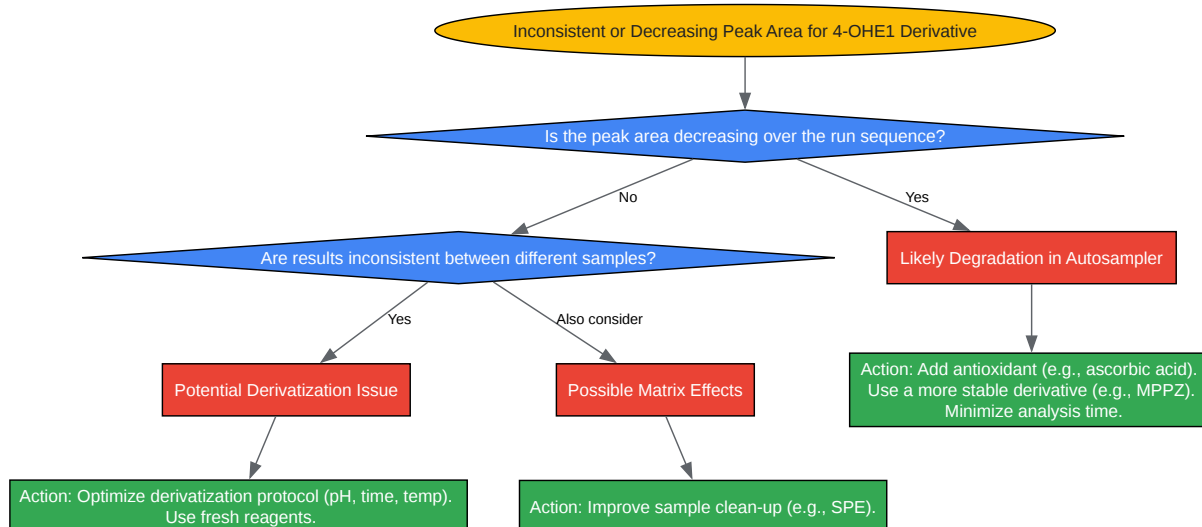 Inconsistent or Decreasing Peak Area for 4-OHE1 Derivative
Is the peak area decreasing over the run sequence?
No
Yes
Are results inconsistent between different samples?
Likely Degradation in Autosampler
Yes
Also consider
Potential Derivatization Issue
Possible Matrix Effects
Action: Add antioxidant (e.g., ascorbic acid).
Use a more stable derivative (e.g., MPPZ).
Minimize analysis time.
Action: Optimize derivatization protocol (pH, time, temp).
Use fresh reagents.
Action: Improve sample clean-up (e.g., SPE).